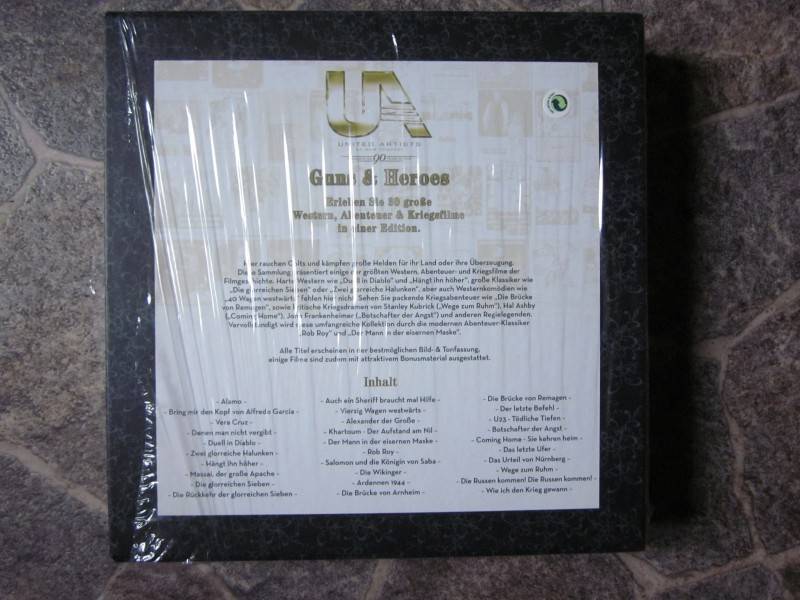 UA
UNITED ARTISTS
90
Guns & Heroes
Erleben Sie 30 große
Western, Abenteuer & Kriegsfilme
in einer Edition.
Hier rauchen Colts und kämpfen große Helden für ihr Land oder ihre Überzeugung.
Diese Sammlung präsentiert einige der größten Western, Abenteuer- und Kriegsfilme der
Filmgeschichte. Harte Western wie „Duell in Diablo" und „Hängt ihn höher", große Klassiker wie
„Die glorreichen Sieben" oder „Zwei glorreiche Halunken", aber auch Westernkomödien wie
„40 Wagen westwärts" fehlen hier nicht. Sehen Sie packende Kriegsabenteuer wie „Die Brücke
von Remagen", sowie kritische Kriegsdramen von Stanley Kubrick („Wege zum Ruhm"), Hal Ashby
(„Coming Home"), John Frankenheimer („Botschafter der Angst") und anderen Regielegenden.
Vervollständigt wird diese umfangreiche Kollektion durch die modernen Abenteuer-Klassiker
„Rob Roy" und „Der Mann in der eisernen Maske".
Alle Titel erscheinen in der bestmöglichen Bild- & Tonfassung,
einige Filme sind zudem mit attraktivem Bonusmaterial ausgestattet.
Inhalt
- Alamo -
- Bring mir den Kopf von Alfredo Garcia -
- Vera Cruz -
- Denen man nicht vergibt -
- Duell in Diablo -
- Zwei glorreiche Halunken -
- Hängt ihn höher -
- Massai, der große Apache -
- Die glorreichen Sieben -
- Die Rückkehr der glorreichen Sieben -
- Auch ein Sheriff braucht mal Hilfe -
- Vierzig Wagen westwärts -
- Alexander der Große -
- Khartoum - Der Aufstand am Nil -
- Der Mann in der eisernen Maske -
- Rob Roy -
- Salomon und die Königin von Saba -
- Die Wikinger -
- Ardennen 1944 -
- Die Brücke von Arnheim -
- Die Brücke von Remagen -
- Der letzte Befehl -
- U23 - Tödliche Tiefen -
- Botschafter der Angst -
- Coming Home - Sie kehren heim -
- Das letzte Ufer -
- Das Urteil von Nürnberg -
- Wege zum Ruhm -
- Die Russen kommen! Die Russen kommen! -
- Wie ich den Krieg gewann -